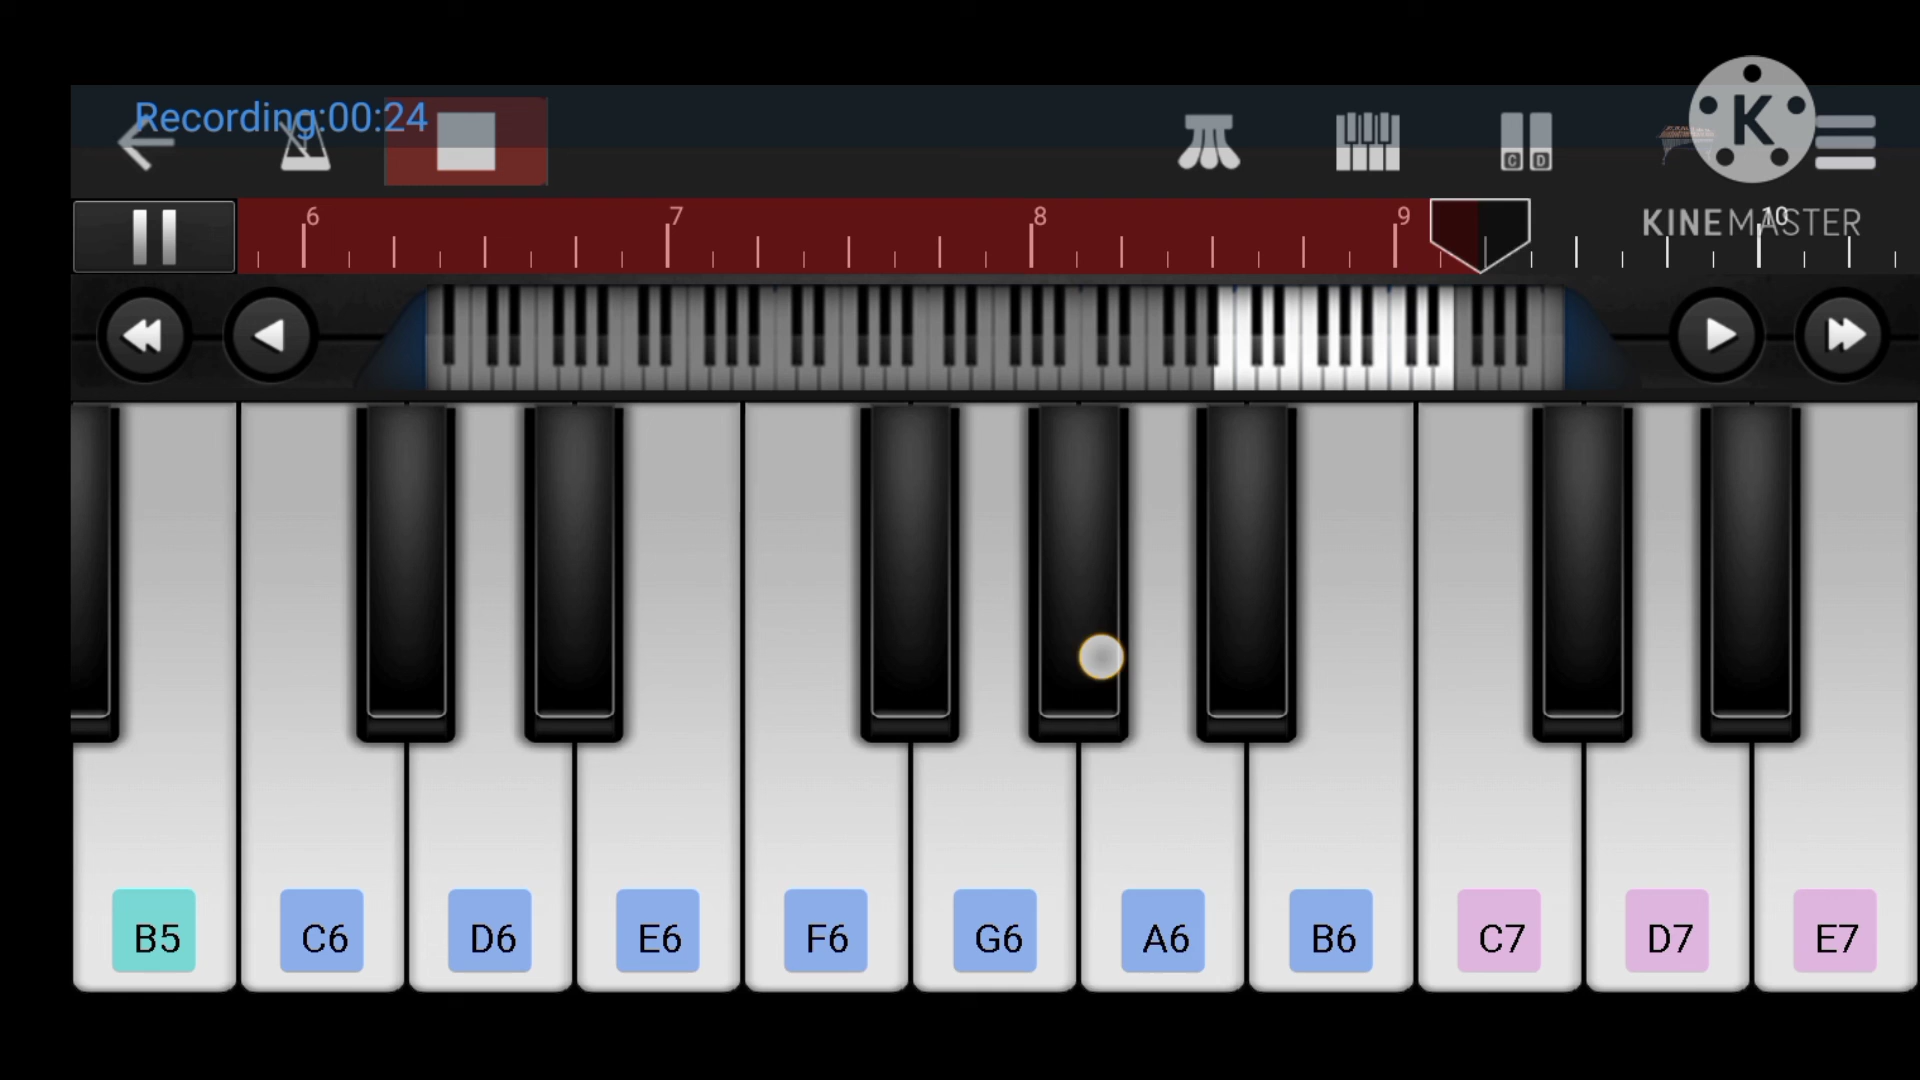 Recording:00:24
K
C D
6 7 8 9 10
KINEMASTER
B5 C6 D6 E6 F6 G6 A6 B6 C7 D7 E7